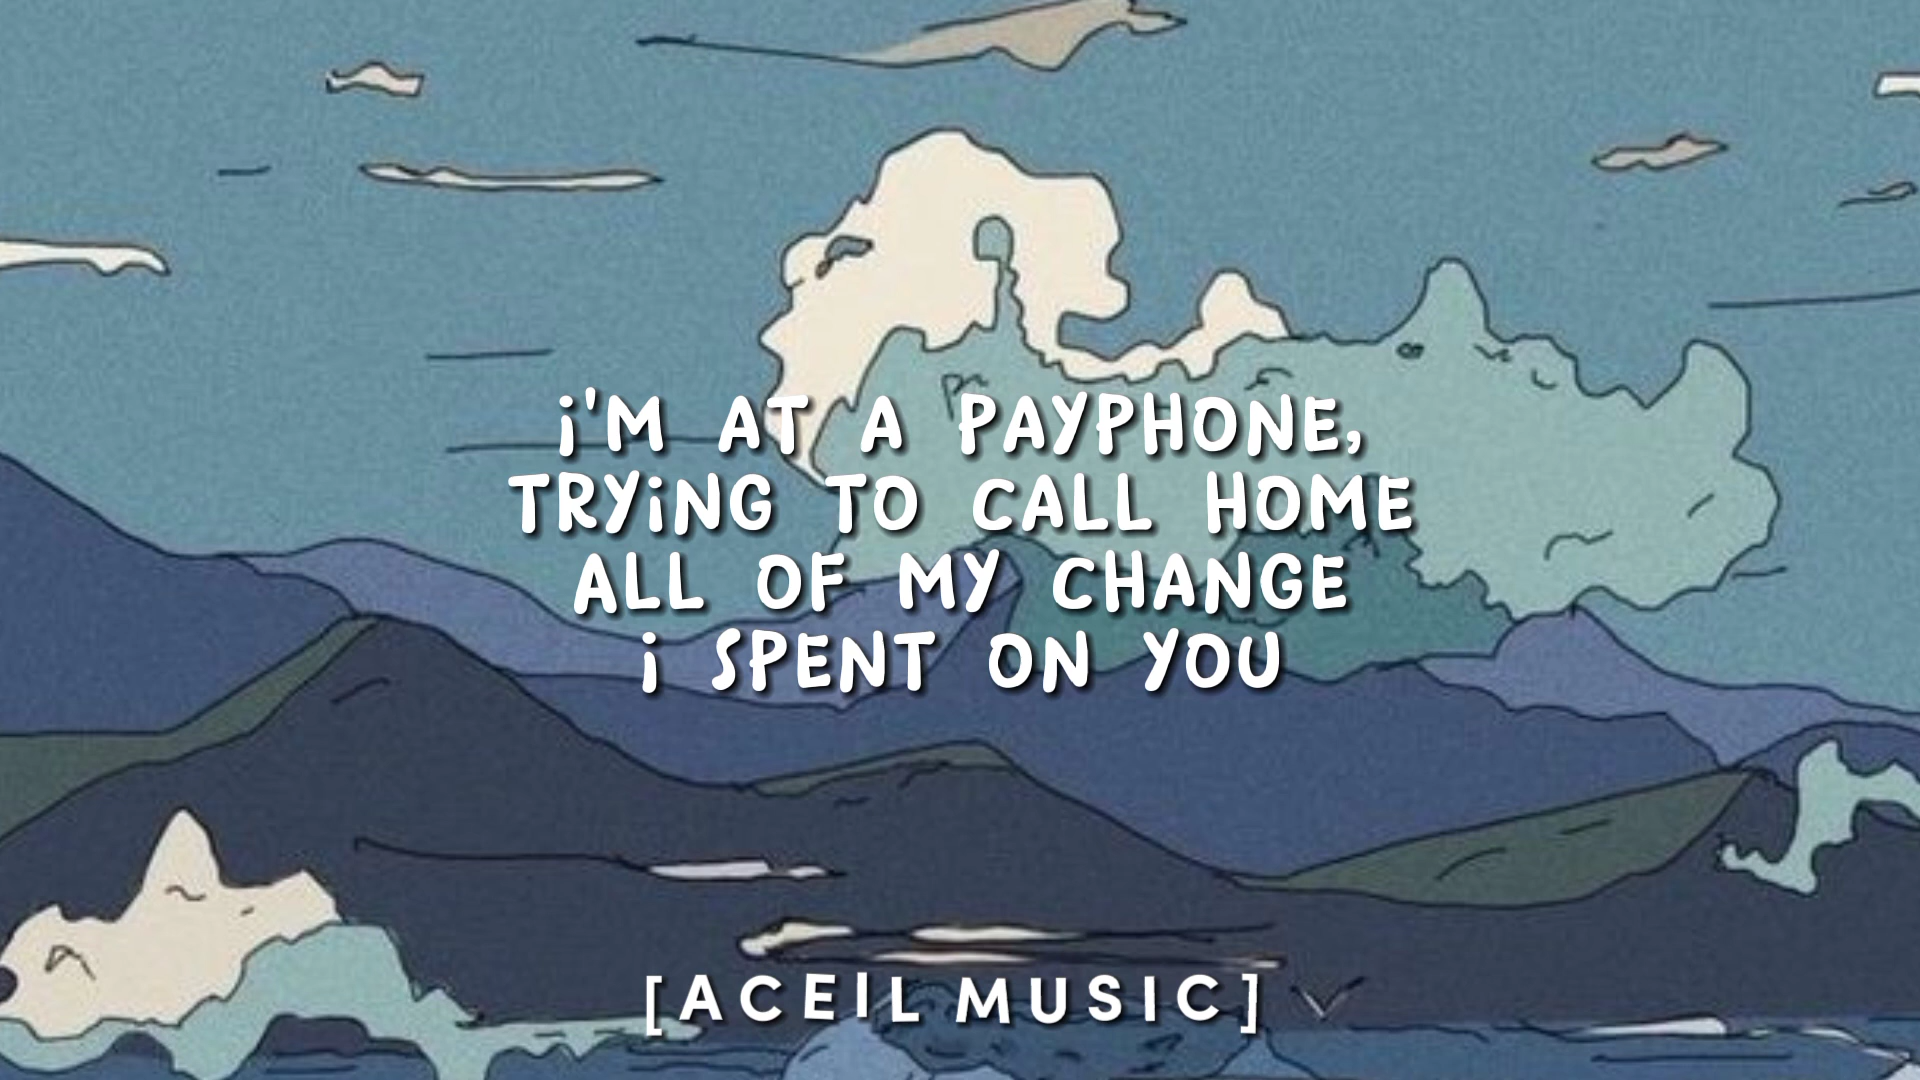 i'M AT A PAYPHONE,
TRYiNG TO CALL HOME
ALL OF MY CHANGE
i SPENT ON YOU
[ACEIL MUSIC]